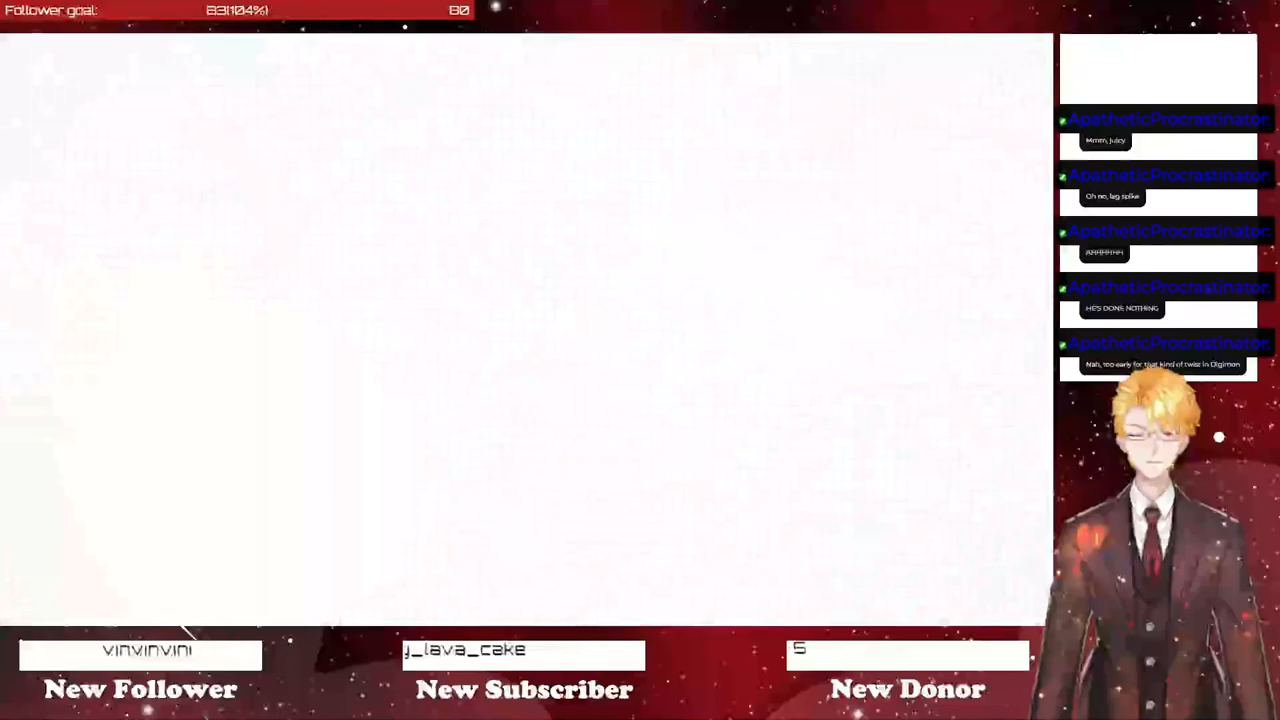 Follower goal: 83(104%) 80
ApatheticProcrastinator:
Mmm, juicy
ApatheticProcrastinator:
Oh no, lag spike
ApatheticProcrastinator:
ApatheticProcrastinator:
HE'S DONE NOTHING
ApatheticProcrastinator:
Nah, too early for that kind of twist in Digimon
vinvinvini
y_lava_cake
5
New Follower
New Subscriber
New Donor